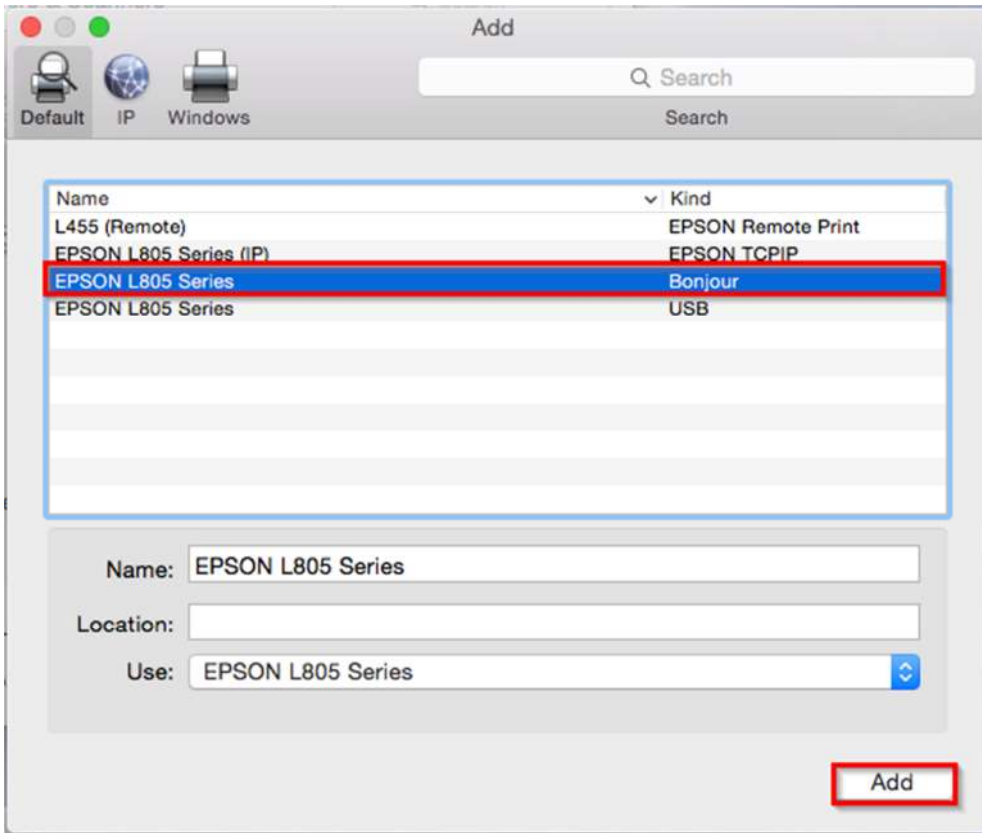 Add
Search
Default IP Windows Search
Name Kind
L455 (Remote) EPSON Remote Print
EPSON L805 Series (IP) EPSON TCPIP
EPSON L805 Series Bonjour
EPSON L805 Series USB
Name: EPSON L805 Series
Location:
Use: EPSON L805 Series
Add